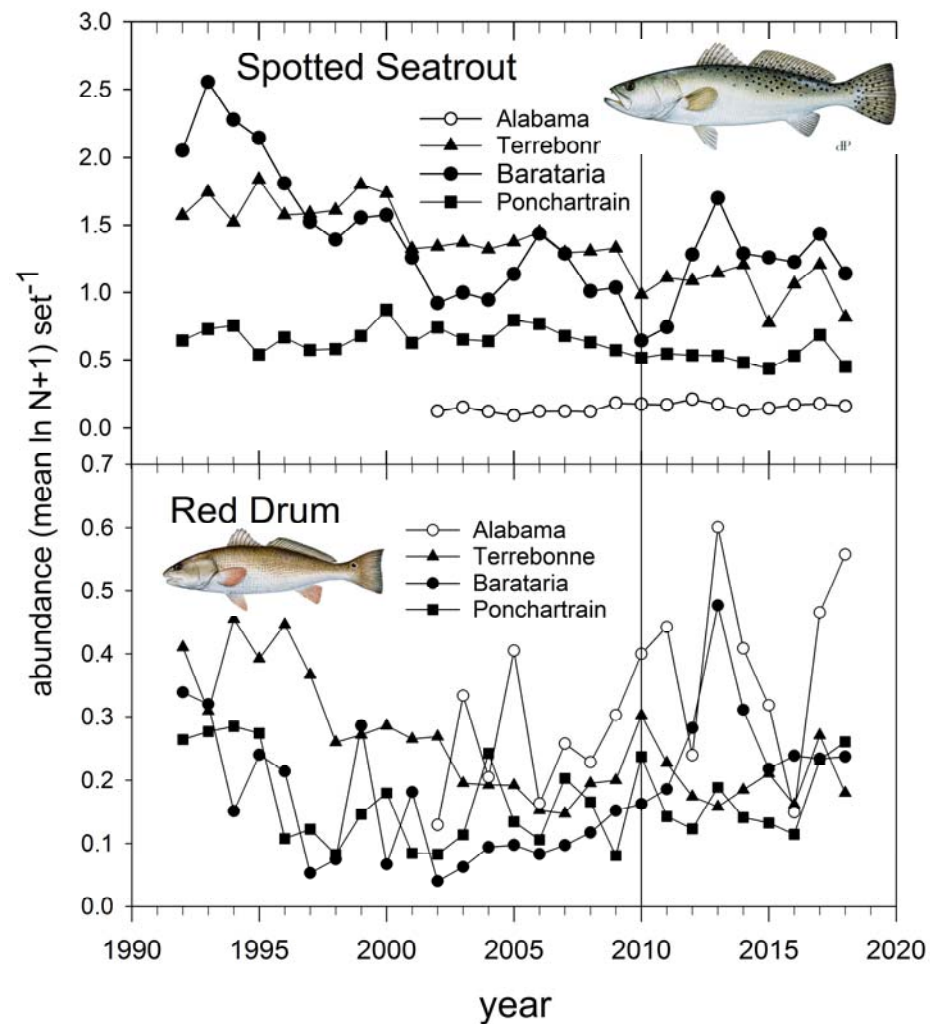 3.0
Spotted Seatrout
2.5
Alabama
Terrebonr
2.0
Barataria
Ponchartrain
1.5
1.0
0.5
0.0
abundance (mean ln N+1) set⁻¹
0.7
Red Drum
0.6
Alabama
Terrebonne
Barataria
Ponchartrain
0.5
0.4
0.3
0.2
0.1
0.0
1990 1995 2000 2005 2010 2015 2020
year